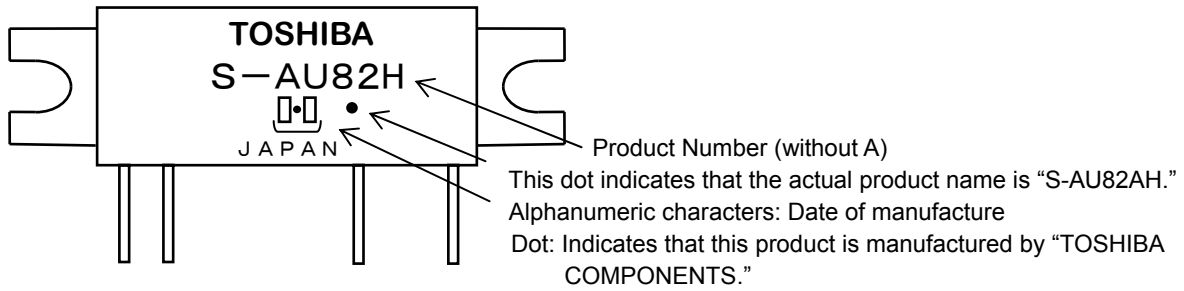 TOSHIBA
S－AU82H
JAPAN
Product Number (without A)
This dot indicates that the actual product name is “S-AU82AH.”
Alphanumeric characters: Date of manufacture
Dot: Indicates that this product is manufactured by “TOSHIBA
COMPONENTS.”